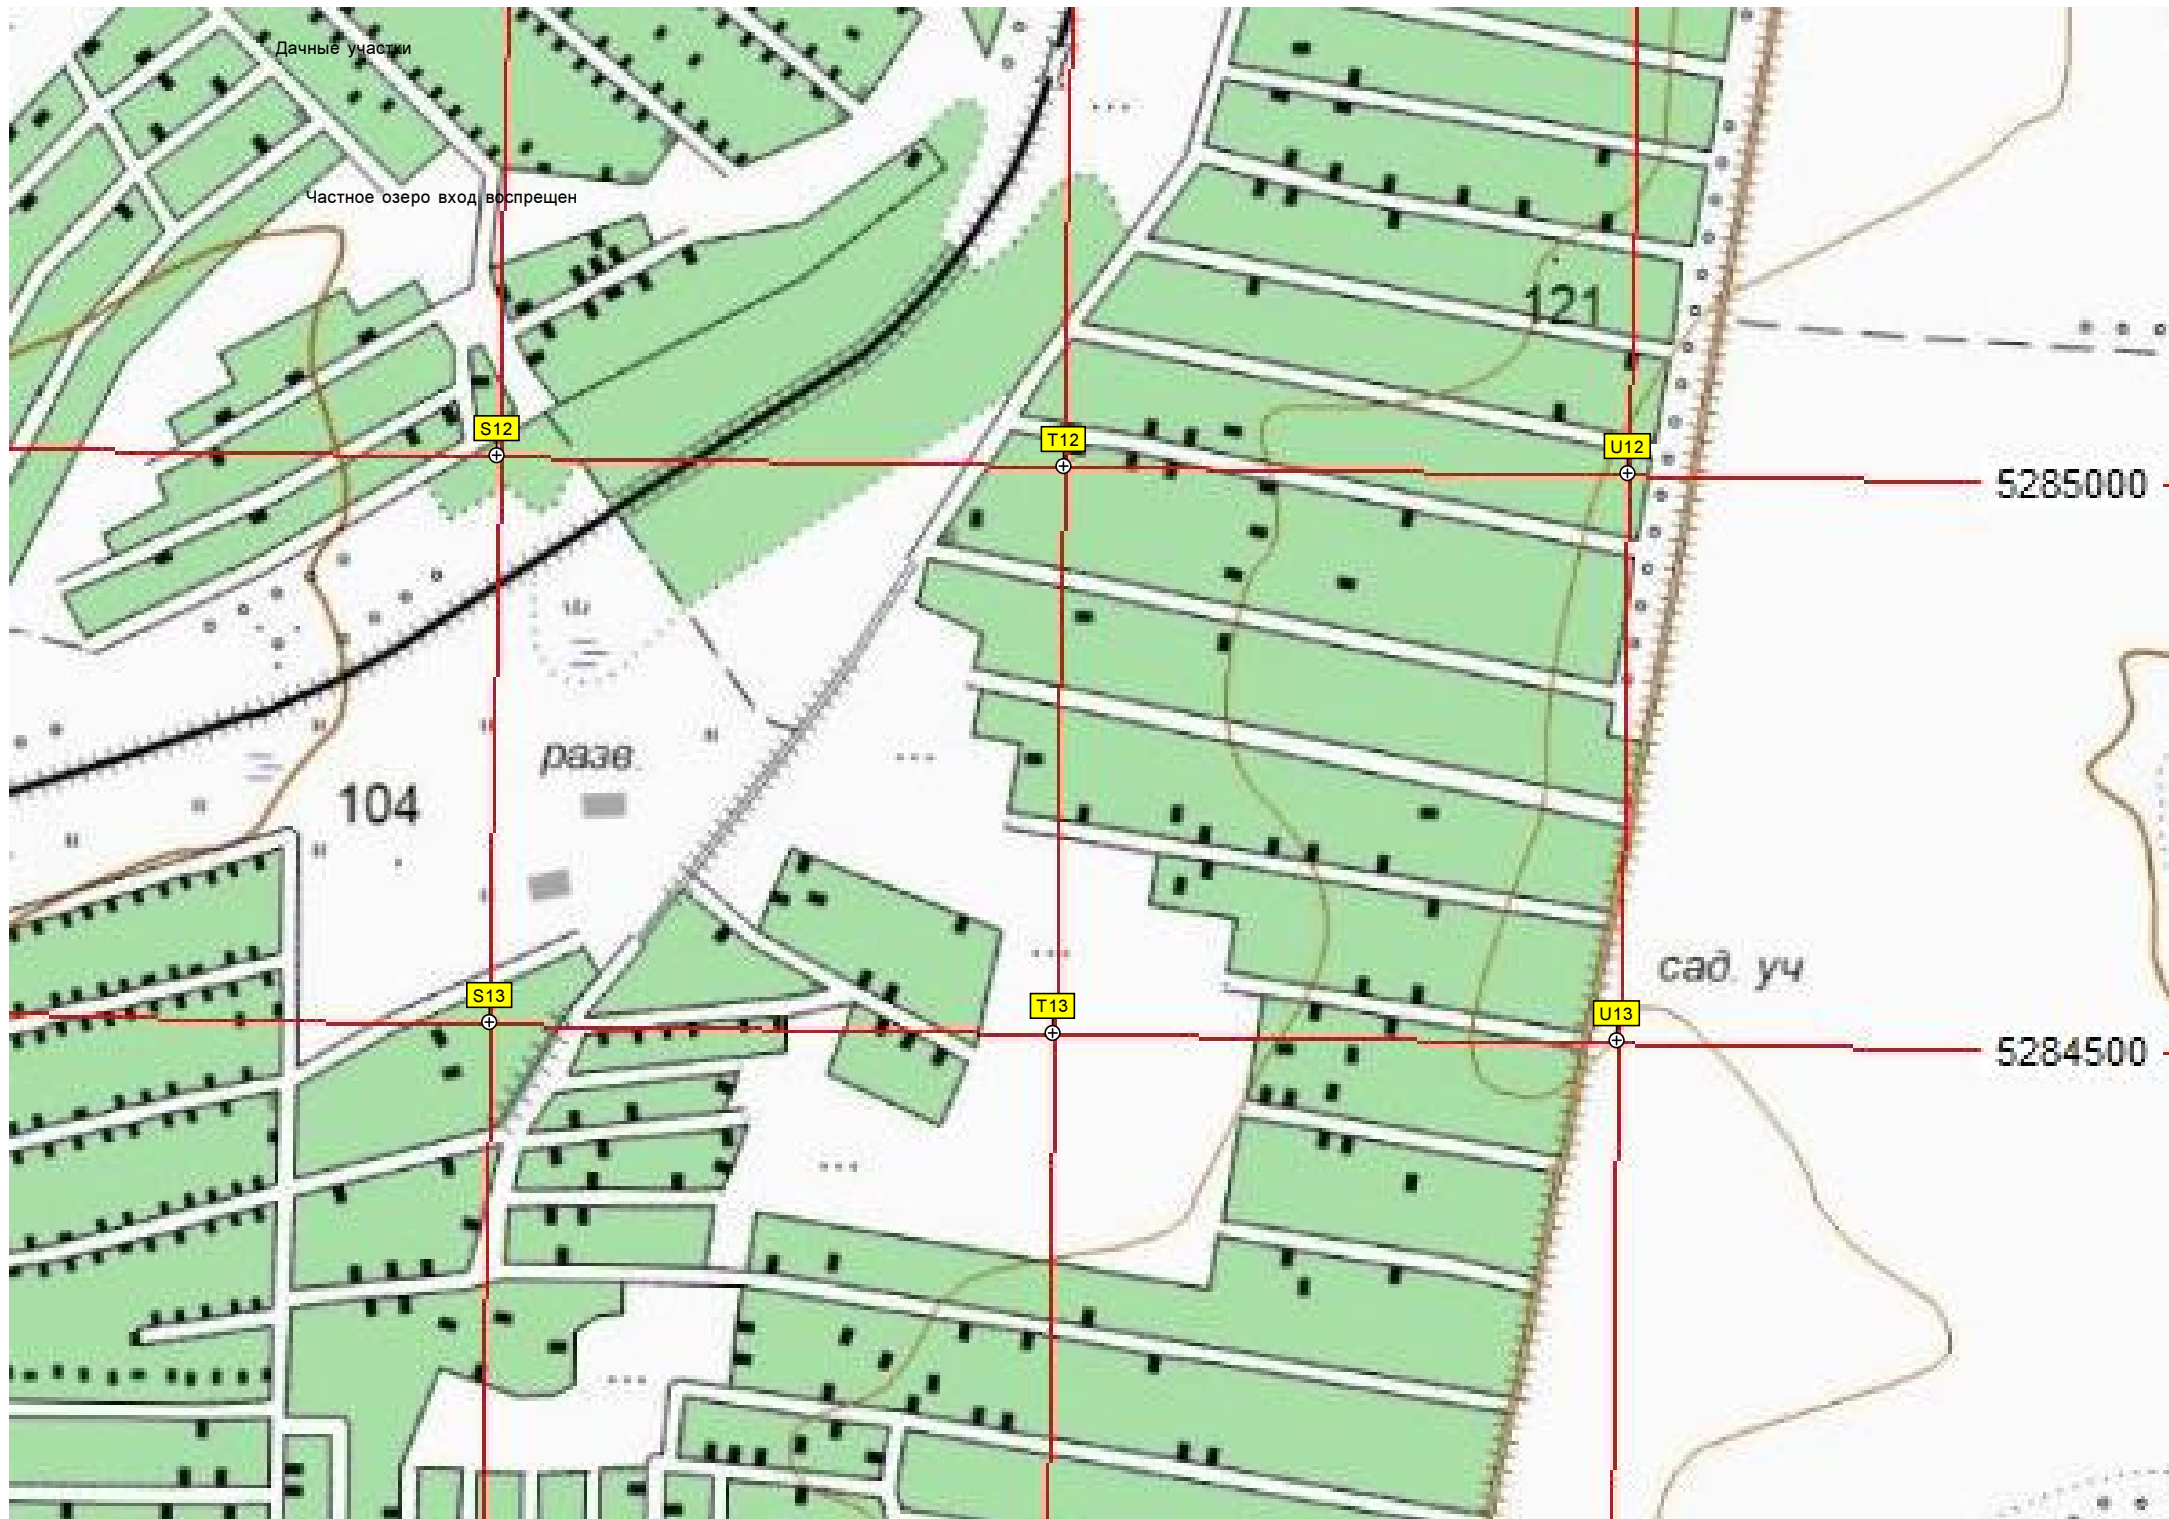 Дачные участки
Частное озеро вход воспрещен
121
S12
T12
U12
5285000
разв.
104
сад. уч
S13
T13
U13
5284500